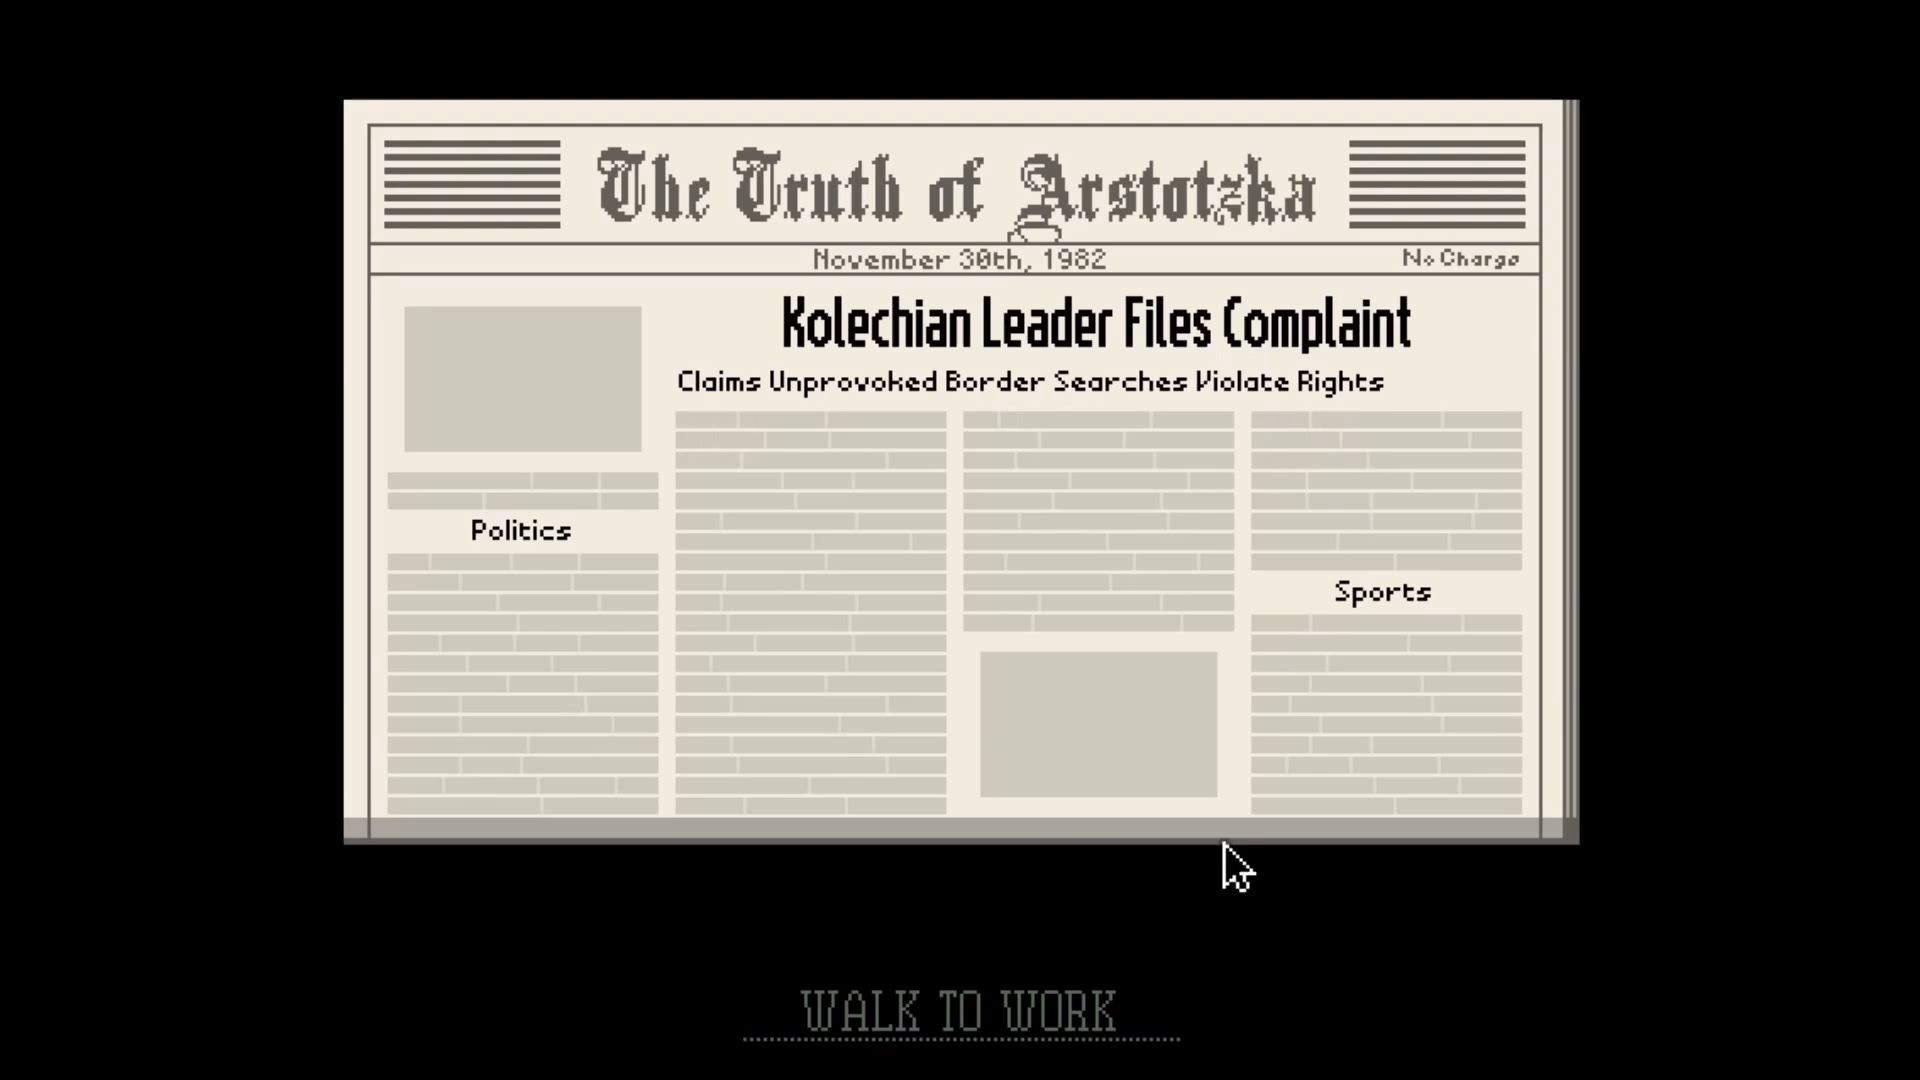 The Truth of Arstotzka
November 30th, 1982
No Charge
Kolechian Leader Files Complaint
Claims Unprovoked Border Searches Violate Rights
Politics
Sports
WALK TO WORK